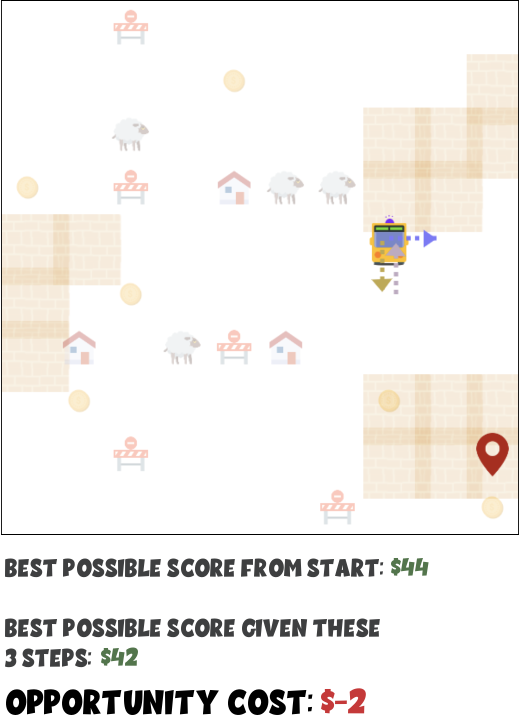 BEST POSSIBLE SCORE FROM START: $44
BEST POSSIBLE SCORE GIVEN THESE
3 STEPS: $42
OPPORTUNITY COST: $-2